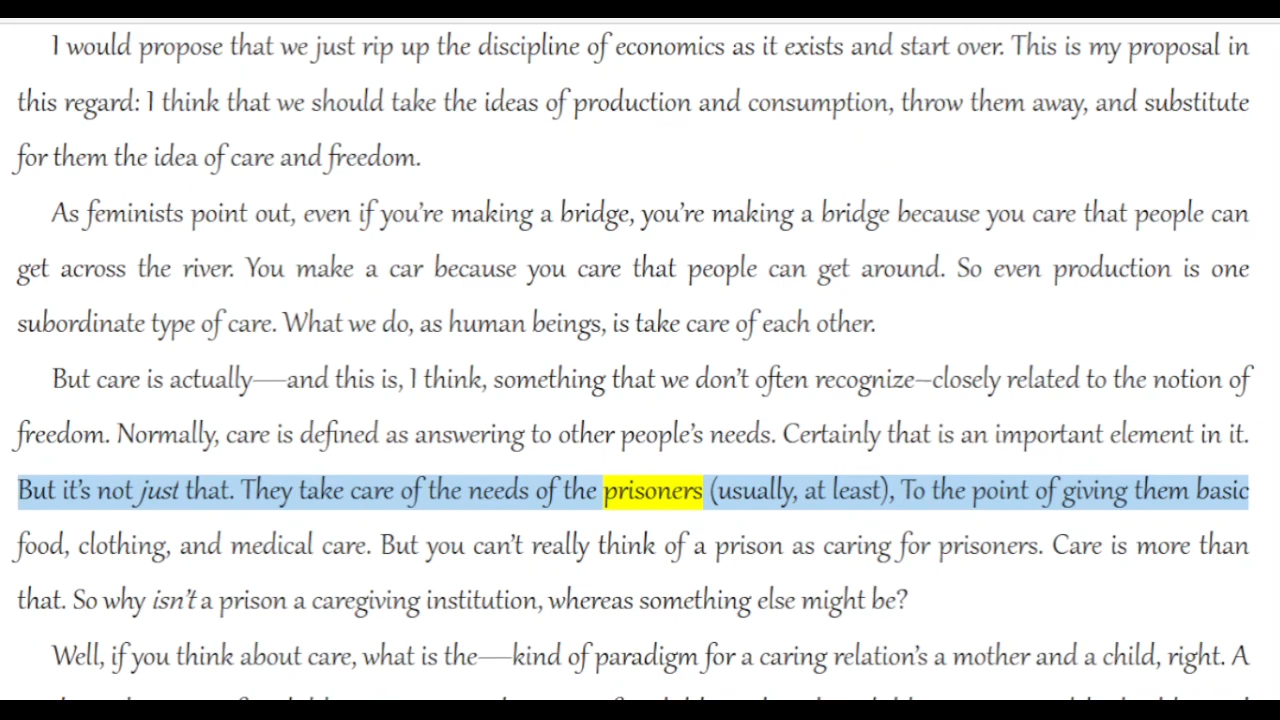 I would propose that we just rip up the discipline of economics as it exists and start over. This is my proposal in
this regard: I think that we should take the ideas of production and consumption, throw them away, and substitute
for them the idea of care and freedom.
As feminists point out, even if you’re making a bridge, you’re making a bridge because you care that people can
get across the river. You make a car because you care that people can get around. So even production is one
subordinate type of care. What we do, as human beings, is take care of each other.
But care is actually—and this is, I think, something that we don’t often recognize–closely related to the notion of
freedom. Normally, care is defined as answering to other people’s needs. Certainly that is an important element in it.
But it’s not just that. They take care of the needs of the prisoners (usually, at least), To the point of giving them basic
food, clothing, and medical care. But you can’t really think of a prison as caring for prisoners. Care is more than
that. So why isn’t a prison a caregiving institution, whereas something else might be?
Well, if you think about care, what is the—kind of paradigm for a caring relation’s a mother and a child, right. A